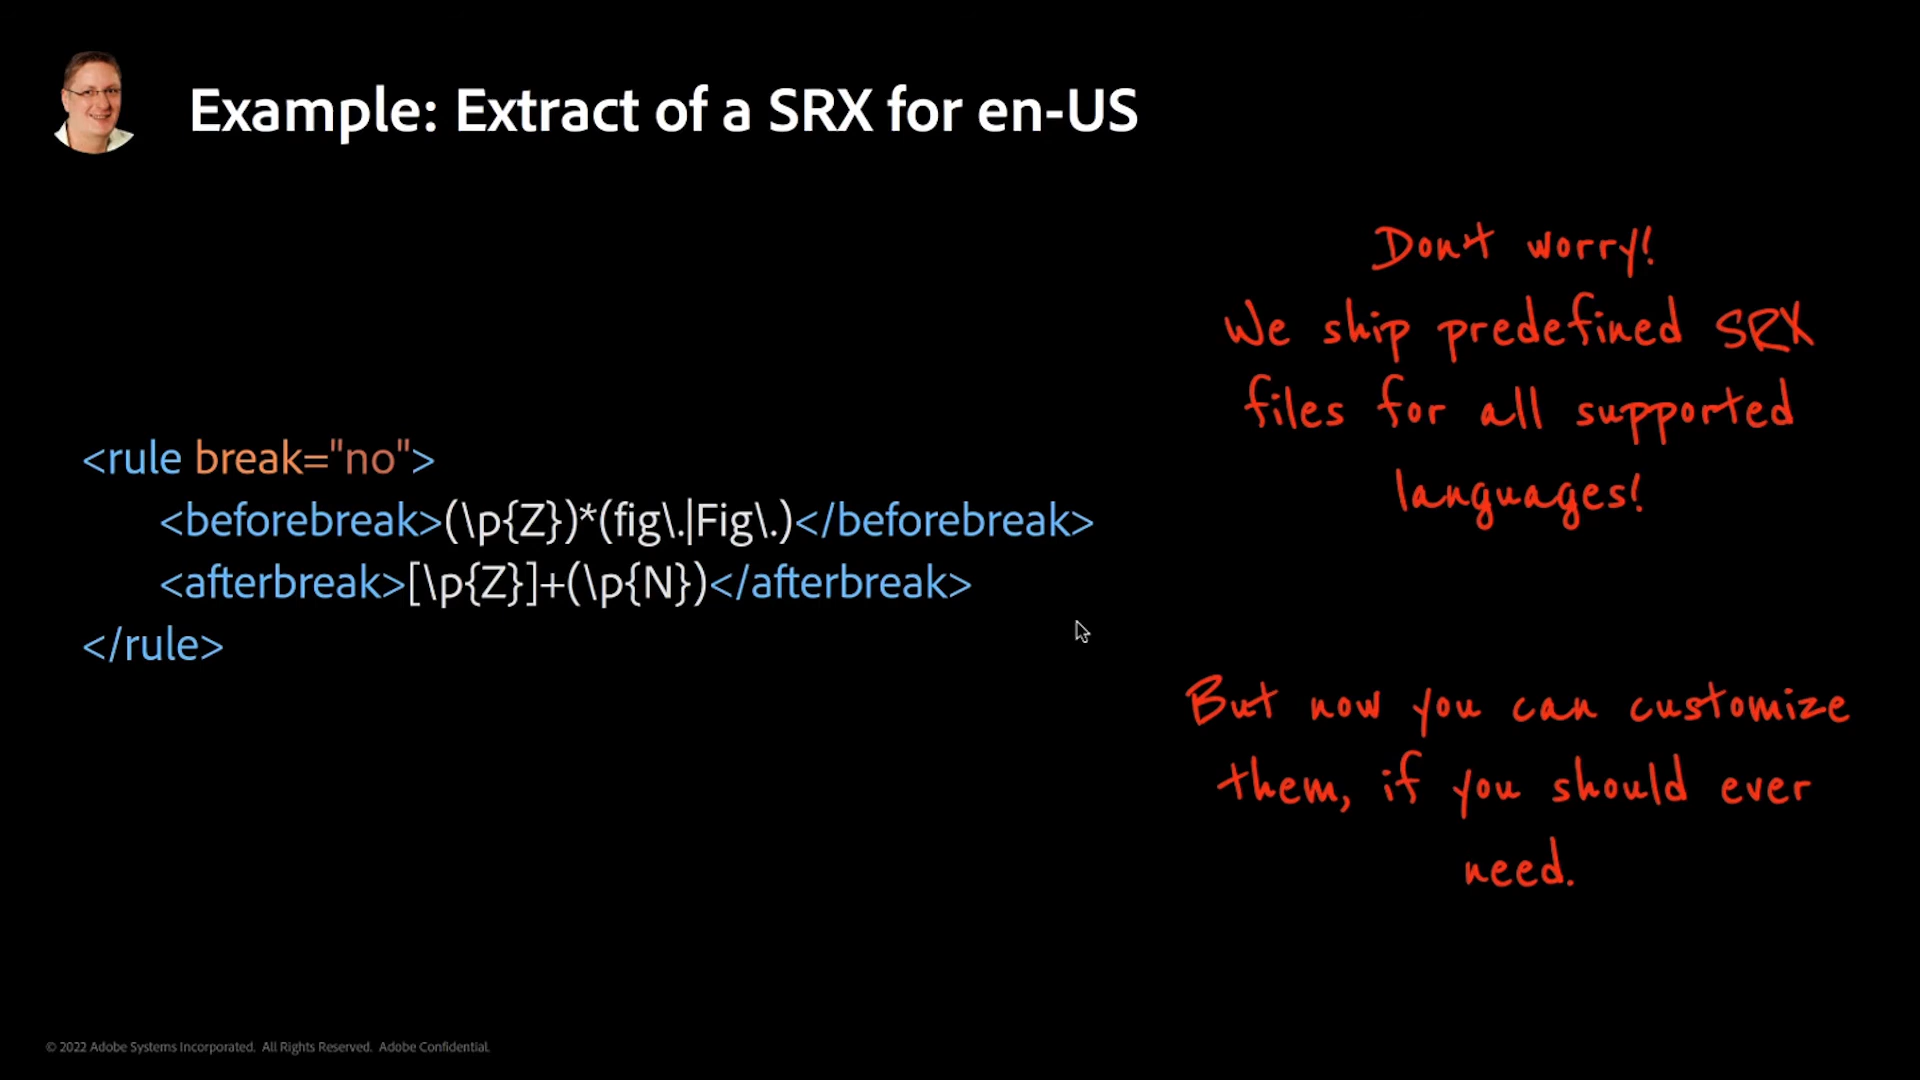 Example: Extract of a SRX for en-US
<rule break="no">
<beforebreak>(\p{Z})*(fig\.|Fig\.)</beforebreak>
<afterbreak>[\p{Z}]+(\p{N})</afterbreak>
</rule>
Don't worry!
We ship predefined SRX
files for all supported
languages!
But now you can customize
them, if you should ever
need.
© 2022 Adobe Systems Incorporated. All Rights Reserved. Adobe Confidential.